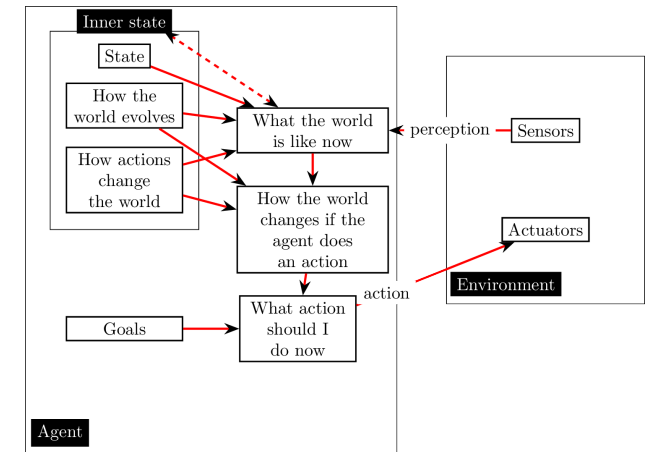 Inner state
State
How the
world evolves
How actions
change
the world
What the world
is like now
perception
Sensors
How the world
changes if the
agent does
an action
Actuators
action
Environment
Goals
What action
should I
do now
Agent